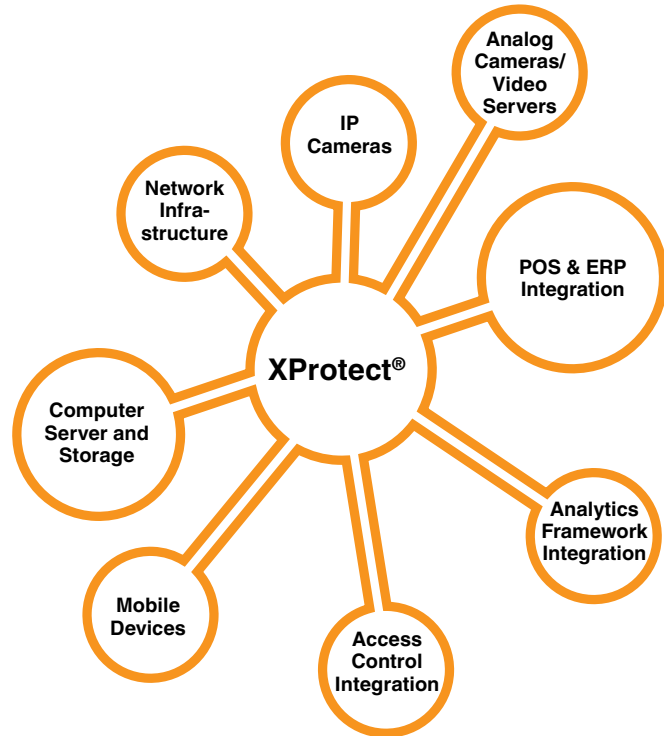 Analog
Cameras/
Video
Servers
IP
Cameras
Network
Infra-
structure
POS & ERP
Integration
XProtect®
Computer
Server and
Storage
Analytics
Framework
Integration
Mobile
Devices
Access
Control
Integration